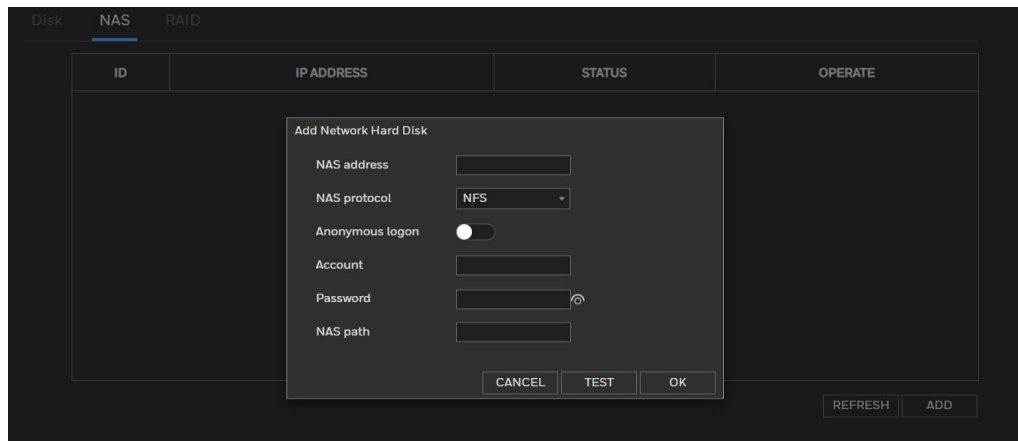 Disk NAS RAID
ID IP ADDRESS STATUS OPERATE
Add Network Hard Disk
NAS address
NAS protocol NFS
Anonymous logon
Account
Password
NAS path
CANCEL TEST OK
REFRESH ADD